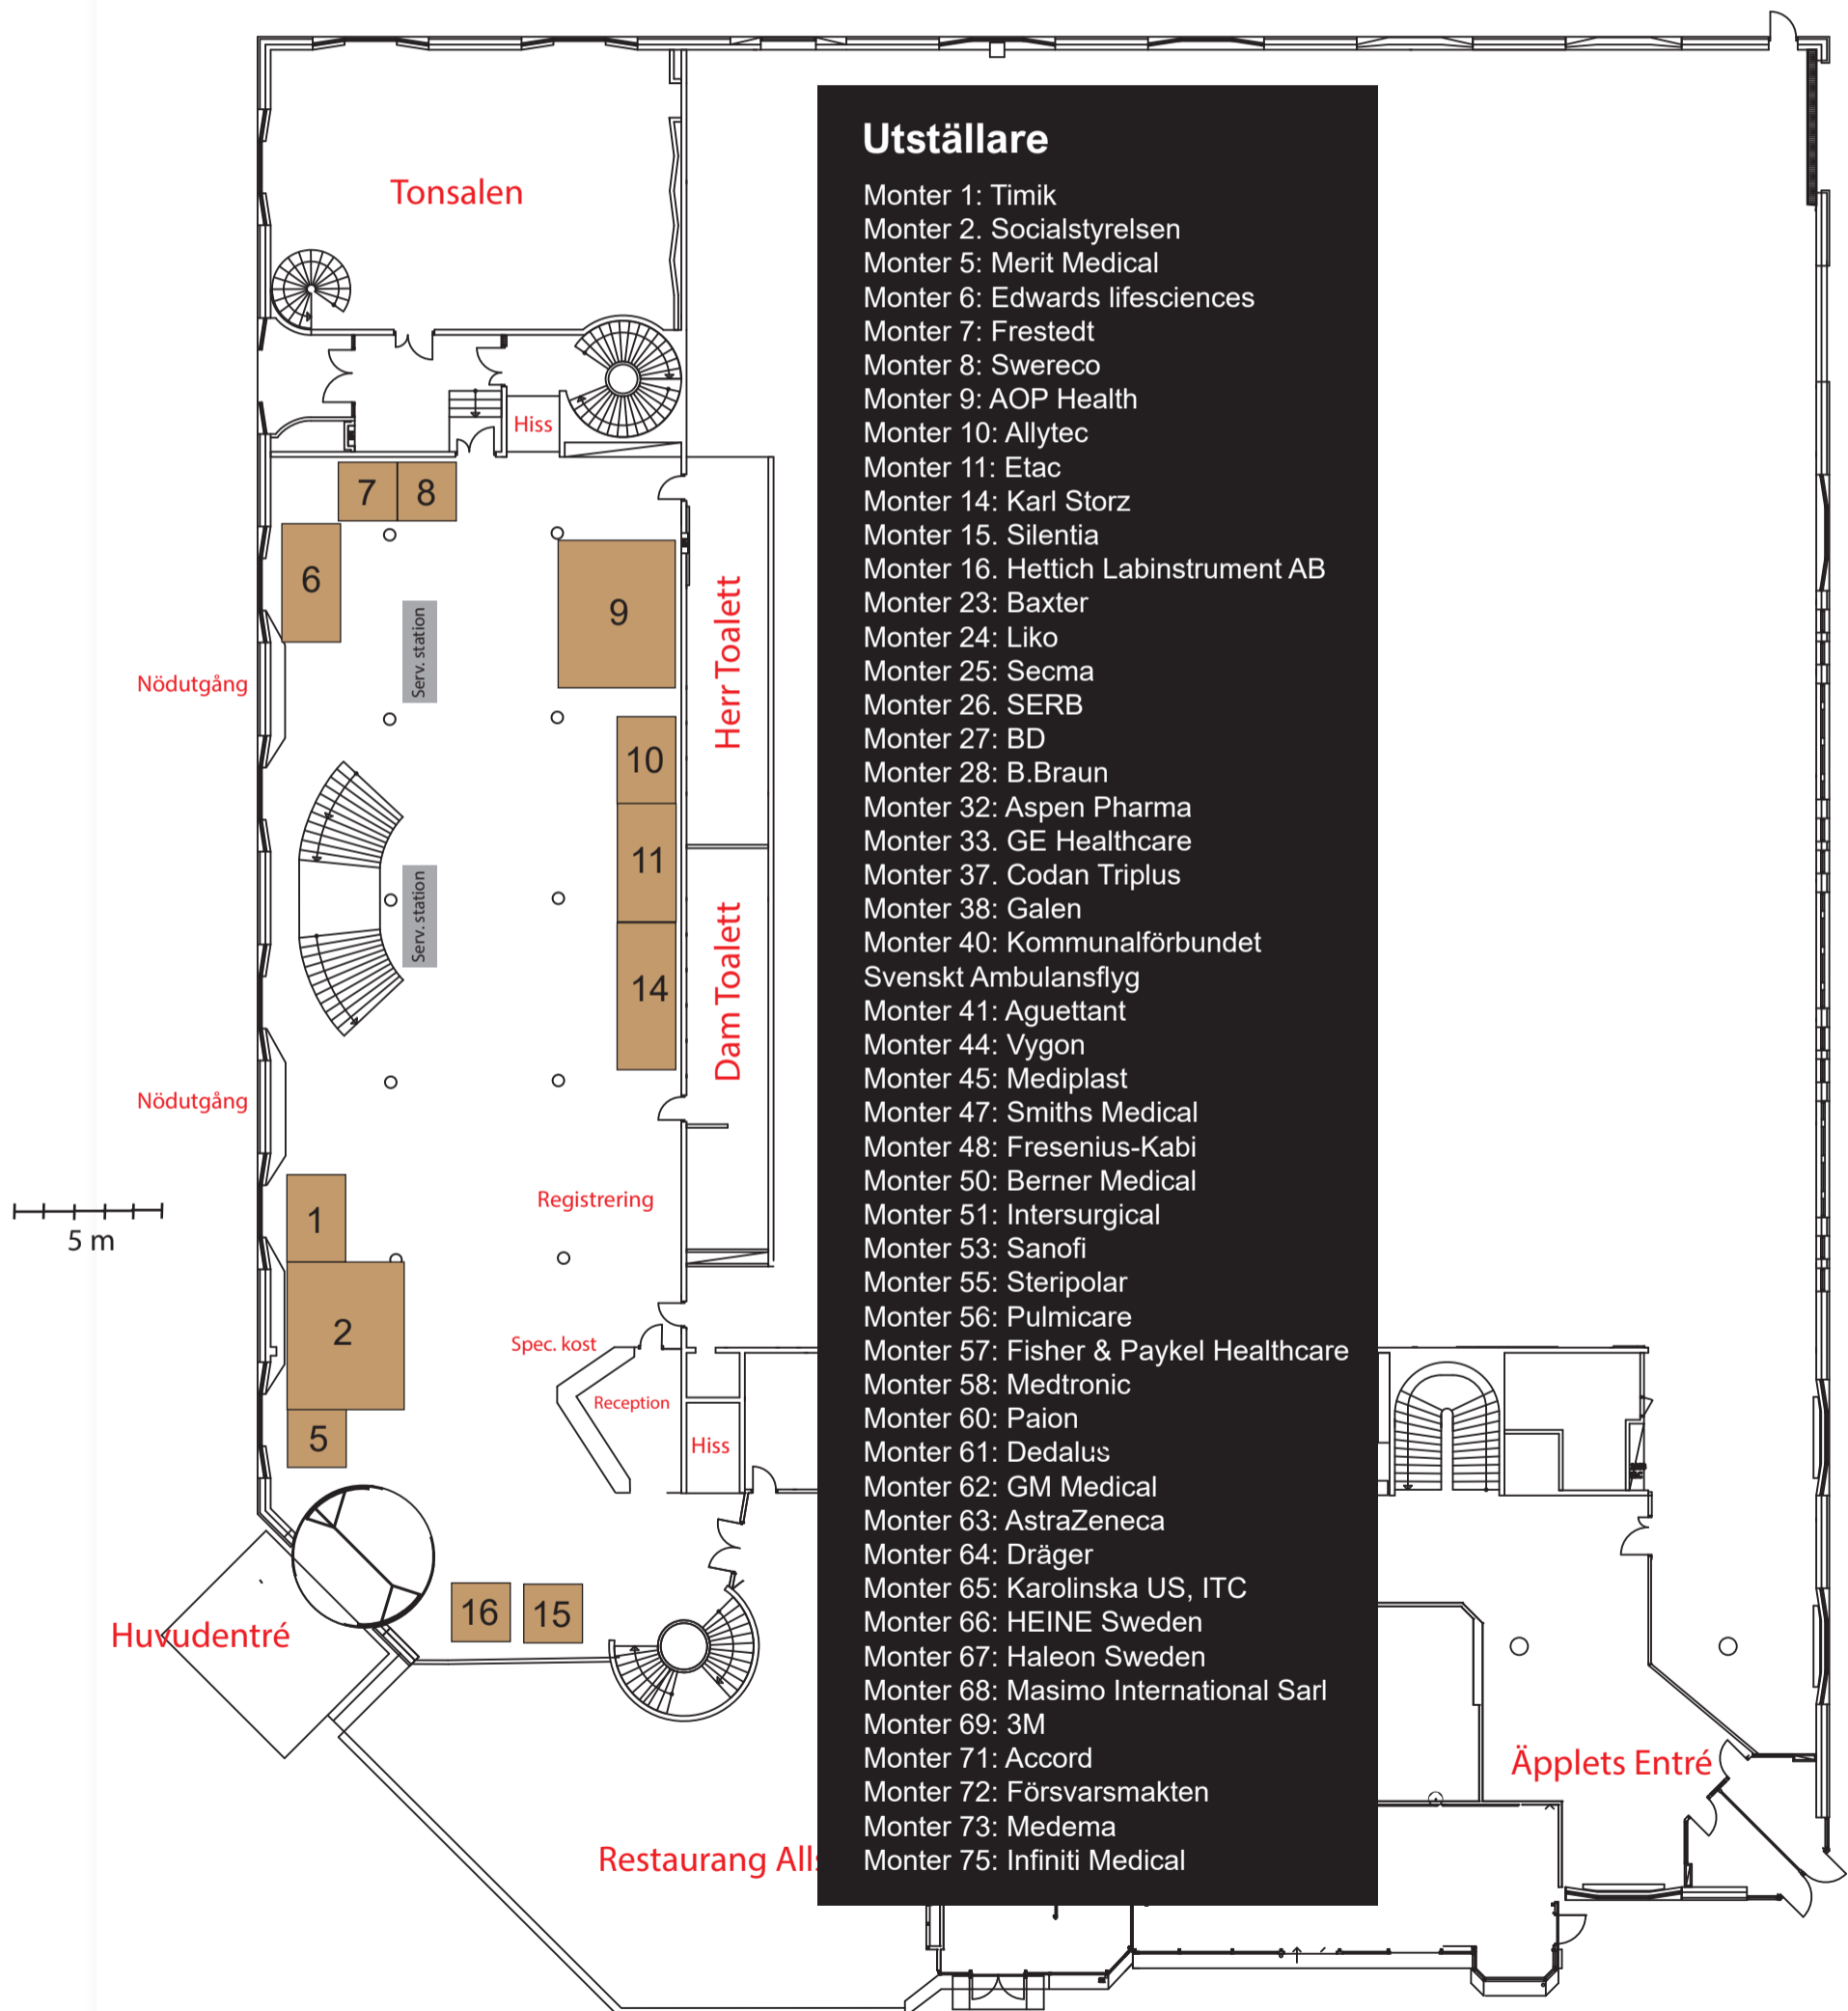 Tonsalen
Hiss
7
8
6
9
Serv. station
Herr Toalett
Nödutgång
10
11
Serv. station
14
Dam Toalett
Nödutgång
1
Registrering
5 m
2
Spec. kost
Reception
5
Hiss
16
15
Huvudentré
Restaurang Alls
Äpplets Entré
Utställare
Monter 1: Timik
Monter 2. Socialstyrelsen
Monter 5: Merit Medical
Monter 6: Edwards lifesciences
Monter 7: Frestedt
Monter 8: Swereco
Monter 9: AOP Health
Monter 10: Allytec
Monter 11: Etac
Monter 14: Karl Storz
Monter 15. Silentia
Monter 16. Hettich Labinstrument AB
Monter 23: Baxter
Monter 24: Liko
Monter 25: Secma
Monter 26. SERB
Monter 27: BD
Monter 28: B.Braun
Monter 32: Aspen Pharma
Monter 33. GE Healthcare
Monter 37. Codan Triplus
Monter 38: Galen
Monter 40: Kommunalförbundet
Svenskt Ambulansflyg
Monter 41: Aguettant
Monter 44: Vygon
Monter 45: Mediplast
Monter 47: Smiths Medical
Monter 48: Fresenius-Kabi
Monter 50: Berner Medical
Monter 51: Intersurgical
Monter 53: Sanofi
Monter 55: Steripolar
Monter 56: Pulmicare
Monter 57: Fisher & Paykel Healthcare
Monter 58: Medtronic
Monter 60: Paion
Monter 61: Dedalus
Monter 62: GM Medical
Monter 63: AstraZeneca
Monter 64: Dräger
Monter 65: Karolinska US, ITC
Monter 66: HEINE Sweden
Monter 67: Haleon Sweden
Monter 68: Masimo International Sarl
Monter 69: 3M
Monter 71: Accord
Monter 72: Försvarsmakten
Monter 73: Medema
Monter 75: Infiniti Medical